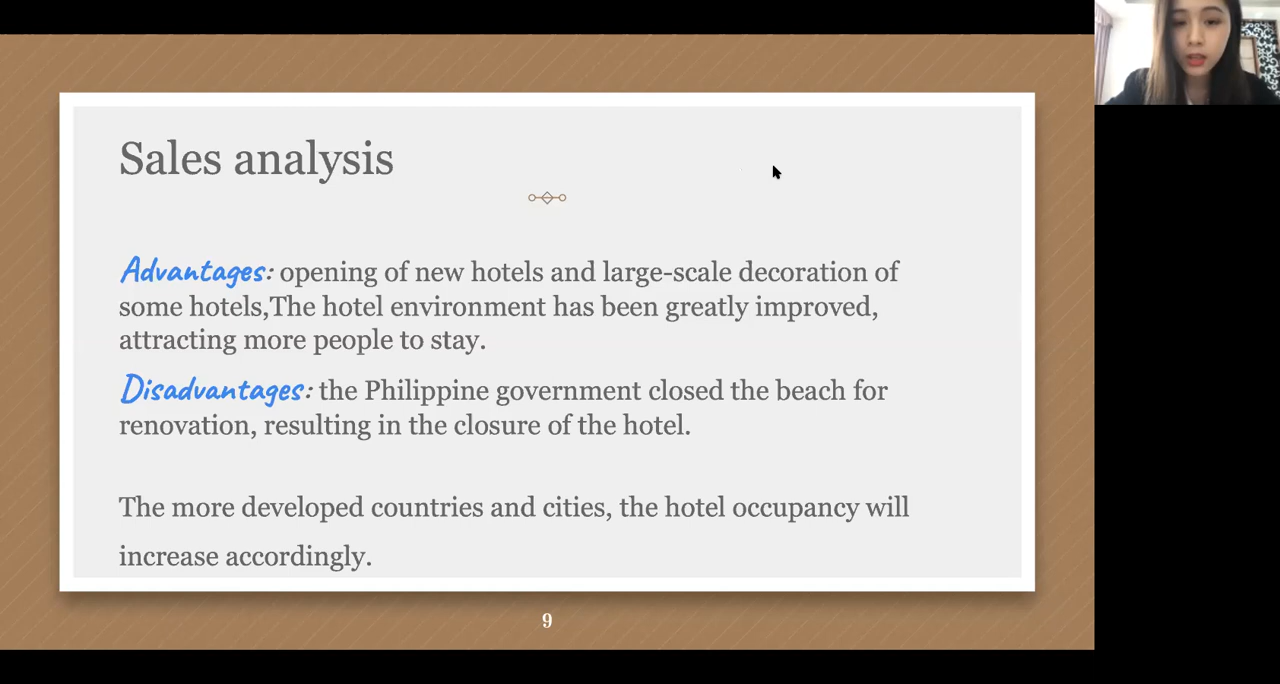 Sales analysis
Advantages: opening of new hotels and large-scale decoration of
some hotels,The hotel environment has been greatly improved,
attracting more people to stay.
Disadvantages: the Philippine government closed the beach for
renovation, resulting in the closure of the hotel.
The more developed countries and cities, the hotel occupancy will
increase accordingly.
9